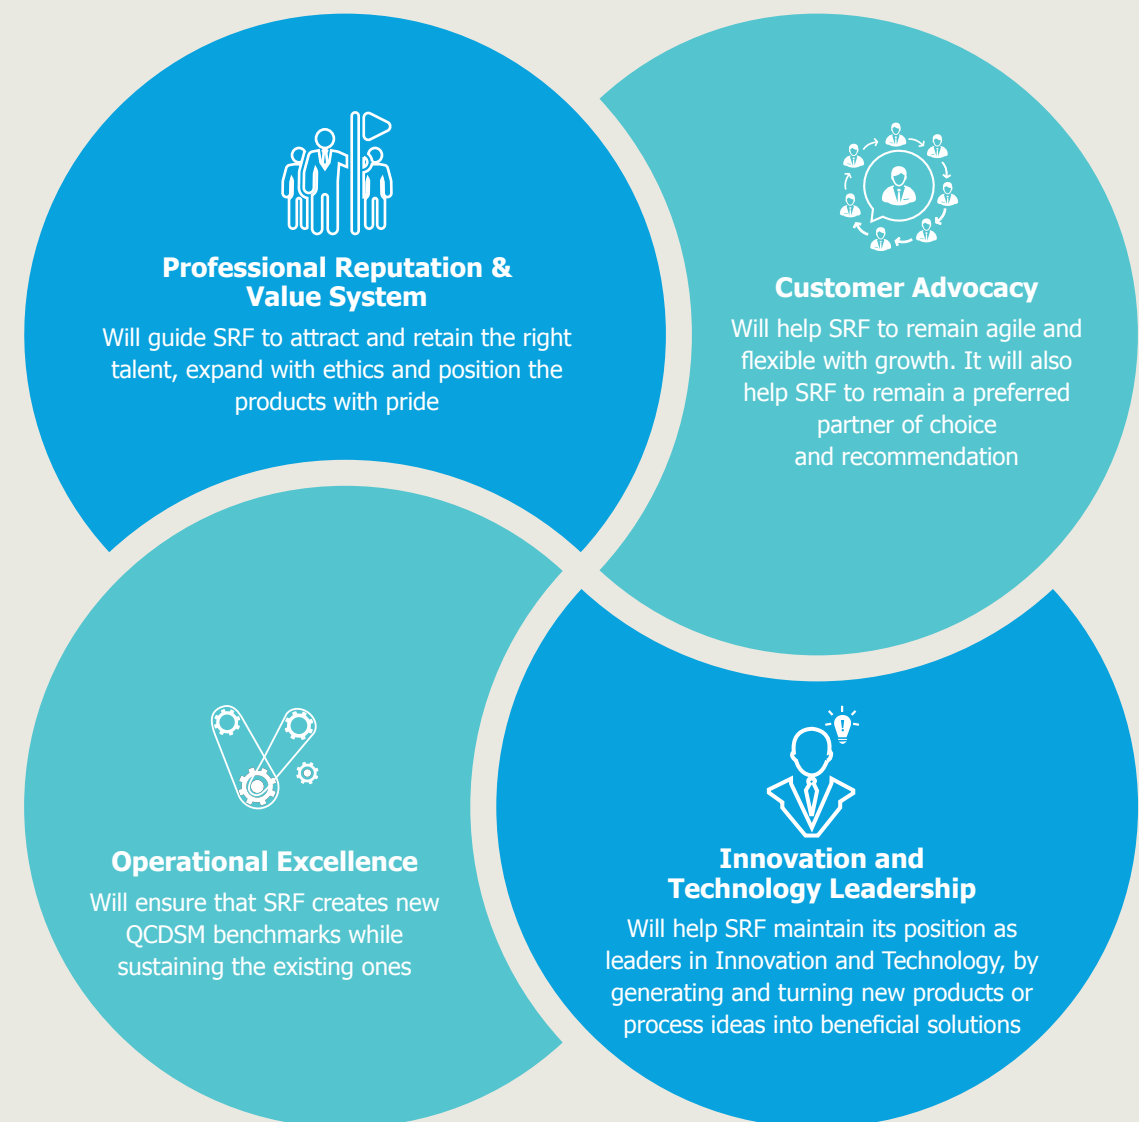 Professional Reputation &
Value System
Will guide SRF to attract and retain the right
talent, expand with ethics and position the
products with pride
Customer Advocacy
Will help SRF to remain agile and
flexible with growth. It will also
help SRF to remain a preferred
partner of choice
and recommendation
Operational Excellence
Will ensure that SRF creates new
QCDSM benchmarks while
sustaining the existing ones
Innovation and
Technology Leadership
Will help SRF maintain its position as
leaders in Innovation and Technology, by
generating and turning new products or
process ideas into beneficial solutions